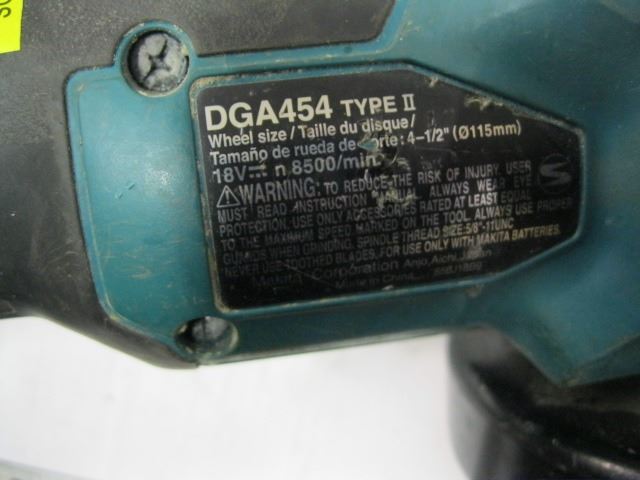 DGA454 TYPE II
Wheel size / Taille du disque /
Tamaño de rueda de corte: 4-1/2" (Ø115mm)
18V n 8500/min
WARNING: TO REDUCE THE RISK OF INJURY, USER
MUST READ INSTRUCTION MANUAL. ALWAYS WEAR EYE
PROTECTION. USE ONLY ACCESSORIES RATED AT LEAST EQUAL
TO THE MAXIMUM SPEED MARKED ON THE TOOL. ALWAYS USE PROPER
GUARDS WHEN GRINDING. SPINDLE THREAD SIZE:5/8"-11UNC
NEVER USE TOOTHED BLADES. FOR USE ONLY WITH MAKITA BATTERIES.
Makita Corporation Anjo, Aichi, Japan
Made in